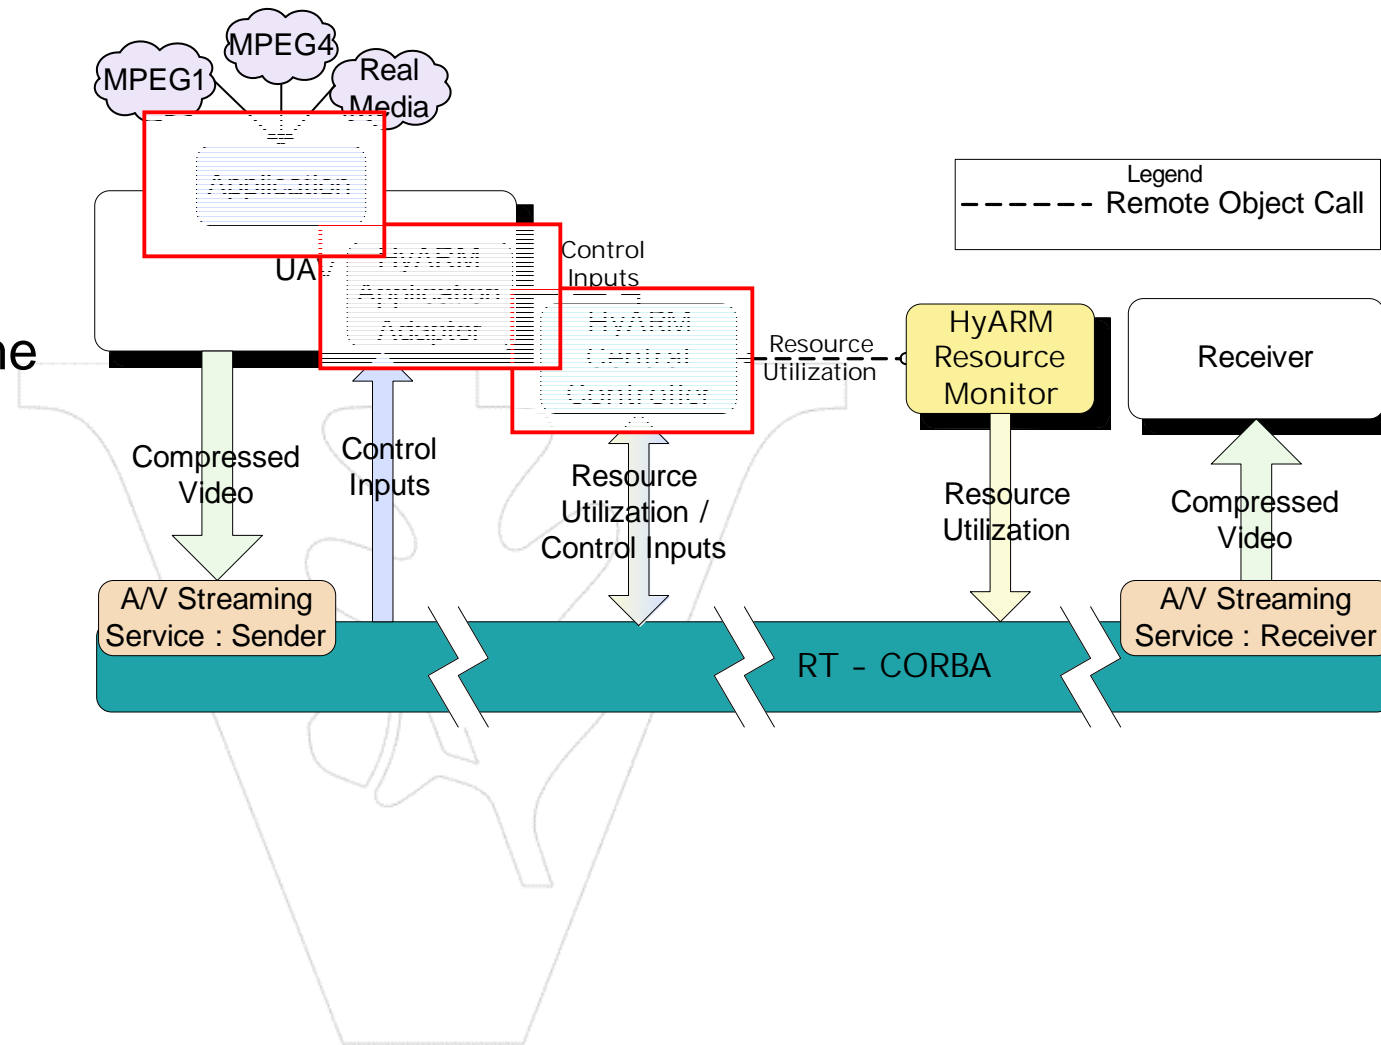 MPEG1
MPEG4
Real
Media
Application
UA
HyARM
Application
Adapter
Control
Inputs
HyARM
Central
Controller
Resource
Utilization
HyARM
Resource
Monitor
Receiver
Legend
Remote Object Call
ne
Compressed
Video
Control
Inputs
Resource
Utilization /
Control Inputs
Resource
Utilization
Compressed
Video
A/V Streaming
Service : Sender
A/V Streaming
Service : Receiver
RT - CORBA